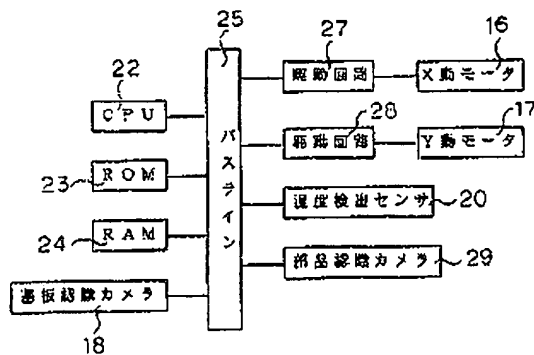 25
27
16
22
駆動回路
X動モータ
CPU
28
17
バスライン
駆動回路
Y動モータ
23
ROM
温度検出センサ
20
24
RAM
部品認識カメラ
29
基板認識カメラ
18